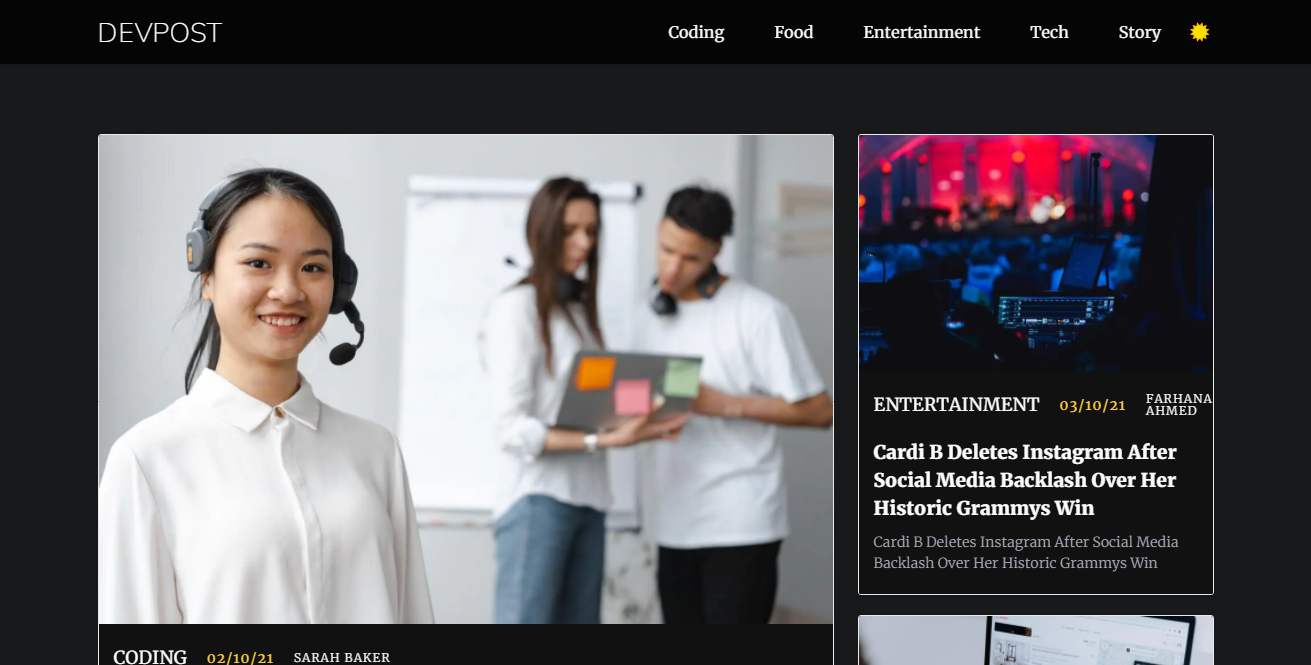 DEVPOST
Coding Food Entertainment Tech Story
ENTERTAINMENT 03/10/21 FARHANA
AHMED
Cardi B Deletes Instagram After
Social Media Backlash Over Her
Historic Grammys Win
Cardi B Deletes Instagram After Social Media
Backlash Over Her Historic Grammys Win
CODING 02/10/21 SARAH BAKER